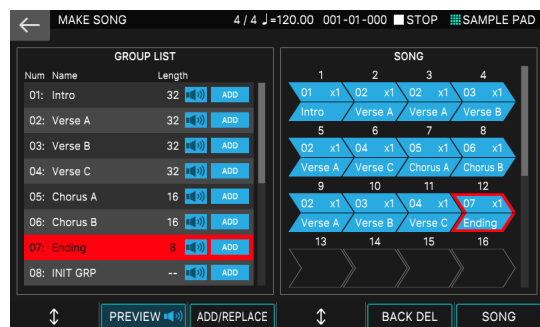 MAKE SONG
4 / 4 ♩=120.00 001-01-000 STOP SAMPLE PAD
GROUP LIST
Num Name Length
01: Intro 32 ADD
02: Verse A 32 ADD
03: Verse B 32 ADD
04: Verse C 32 ADD
05: Chorus A 16 ADD
06: Chorus B 16 ADD
07: Ending 8 ADD
08: INIT GRP -- ADD
SONG
1 2 3 4
01 x1 02 x1 02 x1 03 x1
Intro Verse A Verse A Verse B
5 6 7 8
02 x1 04 x1 05 x1 06 x1
Verse A Verse C Chorus A Chorus B
9 10 11 12
02 x1 03 x1 04 x1 07 x1
Verse A Verse B Verse C Ending
13 14 15 16
PREVIEW ADD/REPLACE BACK DEL SONG